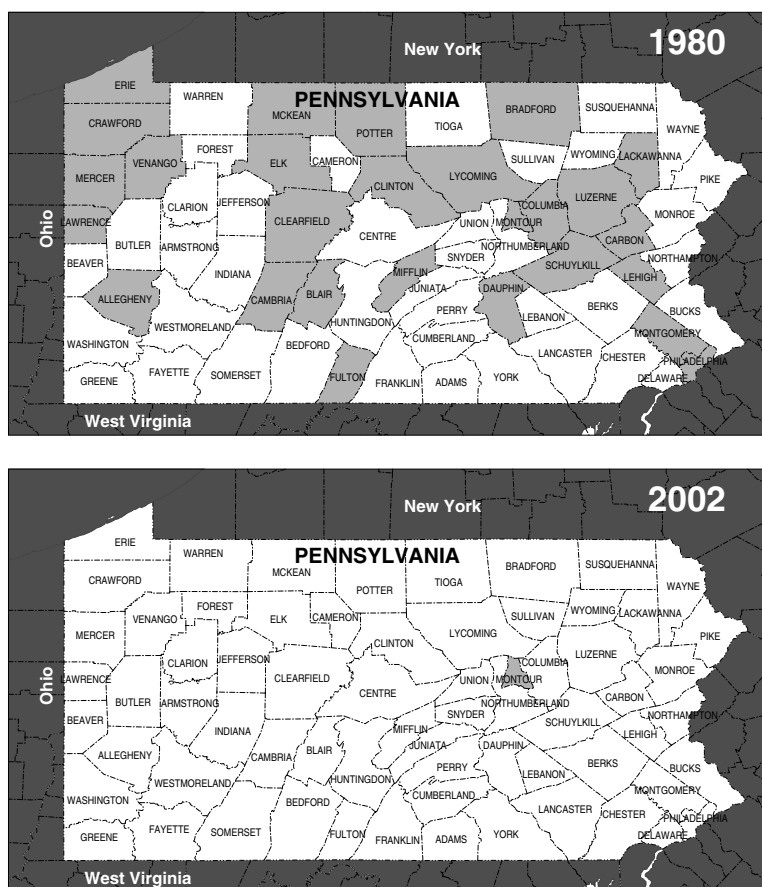 New York 1980
ERIE
WARREN PENNSYLVANIA
MCKEAN BRADFORD SUSQUEHANNA
CRAWFORD POTTER TIOGA WAYNE
FOREST
VENANGO ELK CAMERON SULLIVAN WYOMING LACKAWANNA
MERCER LYCOMING PIKE
CLINTON
CLARION JEFFERSON COLUMBIA LUZERNE
LAWRENCE CLEARFIELD UNION MONTOUR MONROE
Ohio BUTLER ARMSTRONG CENTRE NORTHUMBERLAND CARBON
BEAVER INDIANA SNYDER NORTHAMPTON
ALLEGHENY CAMBRIA BLAIR MIFFLIN SCHUYLKILL LEHIGH
JUNIATA DAUPHIN
WESTMORELAND HUNTINGDON PERRY LEBANON BERKS BUCKS
WASHINGTON BEDFORD CUMBERLAND MONTGOMERY
LANCASTER CHESTER PHILADELPHIA
GREENE FAYETTE SOMERSET FULTON FRANKLIN ADAMS YORK DELAWARE
West Virginia
New York 2002
ERIE
WARREN PENNSYLVANIA
MCKEAN BRADFORD SUSQUEHANNA
CRAWFORD POTTER TIOGA WAYNE
FOREST
VENANGO ELK CAMERON SULLIVAN WYOMING LACKAWANNA
MERCER LYCOMING PIKE
CLINTON
CLARION JEFFERSON COLUMBIA LUZERNE
LAWRENCE CLEARFIELD UNION MONTOUR MONROE
Ohio BUTLER ARMSTRONG CENTRE NORTHUMBERLAND CARBON
BEAVER INDIANA SNYDER NORTHAMPTON
ALLEGHENY CAMBRIA BLAIR MIFFLIN SCHUYLKILL LEHIGH
JUNIATA DAUPHIN
WESTMORELAND HUNTINGDON PERRY LEBANON BERKS BUCKS
WASHINGTON BEDFORD CUMBERLAND MONTGOMERY
LANCASTER CHESTER PHILADELPHIA
GREENE FAYETTE SOMERSET FULTON FRANKLIN ADAMS YORK DELAWARE
West Virginia